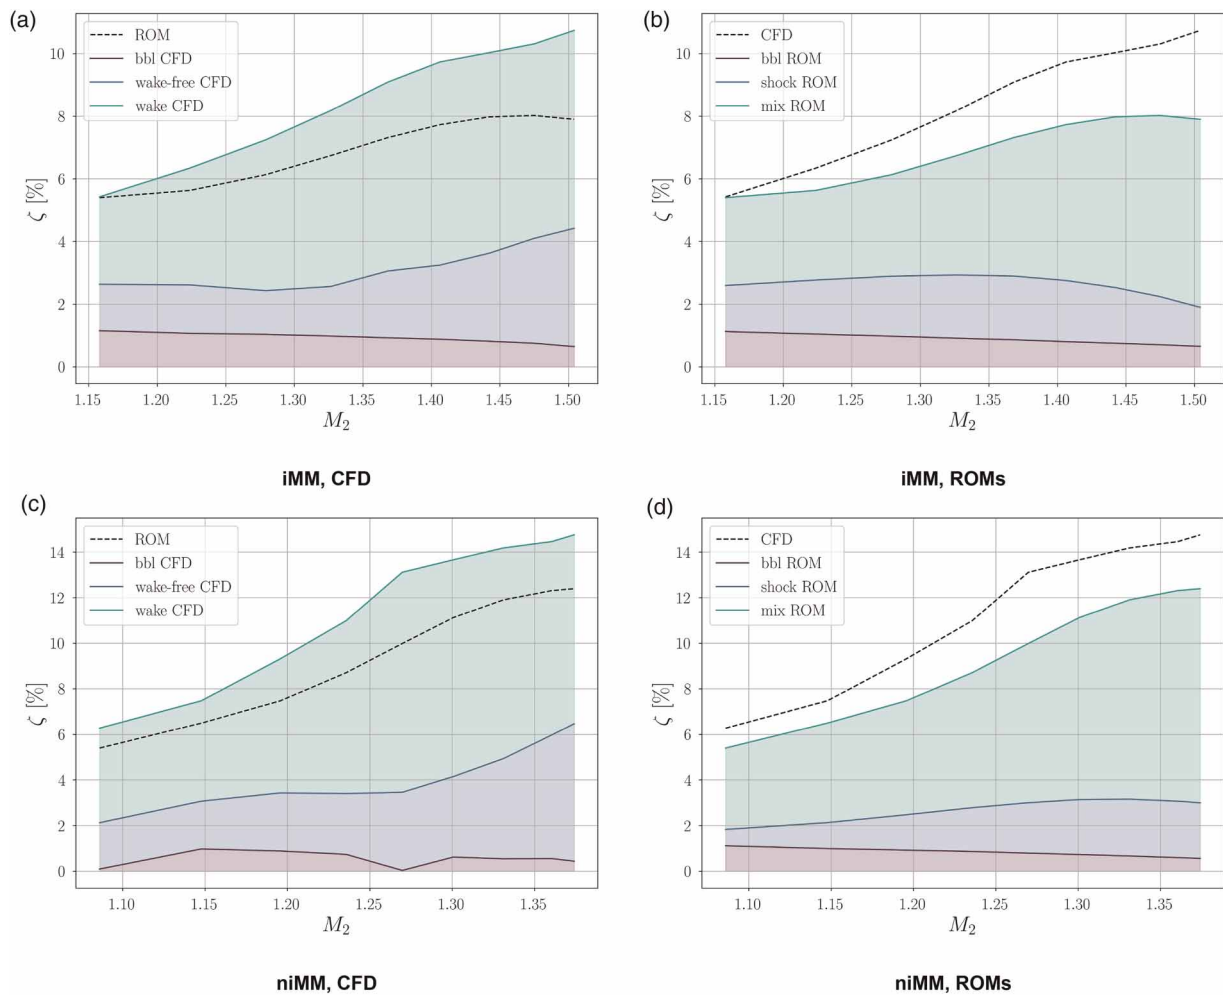 (a)
ROM
bbl CFD
wake-free CFD
wake CFD
ζ [%]
10
8
6
4
2
0
1.15 1.20 1.25 1.30 1.35 1.40 1.45 1.50
M2
iMM, CFD
(b)
CFD
bbl ROM
shock ROM
mix ROM
ζ [%]
10
8
6
4
2
0
1.15 1.20 1.25 1.30 1.35 1.40 1.45 1.50
M2
iMM, ROMs
(c)
ROM
bbl CFD
wake-free CFD
wake CFD
ζ [%]
14
12
10
8
6
4
2
0
1.10 1.15 1.20 1.25 1.30 1.35
M2
niMM, CFD
(d)
CFD
bbl ROM
shock ROM
mix ROM
ζ [%]
14
12
10
8
6
4
2
0
1.10 1.15 1.20 1.25 1.30 1.35
M2
niMM, ROMs